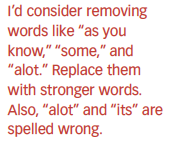 I'd consider removing
words like “as you
know,” “some,” and
“alot.” Replace them
with stronger words.
Also, “alot” and “its” are
spelled wrong.